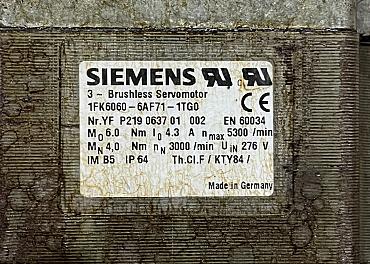 SIEMENS
3 ~ Brushless Servomotor
1FK6060-6AF71-1TG0
Nr.YF P219 0637 01 002 EN 60034
M0 6.0 Nm I0 4.3 A nmax 5300 /min
MN 4,0 Nm nN 3000 /min UiN 276 V
IM B5 IP 64 Th.Cl.F / KTY84 /
Made in Germany